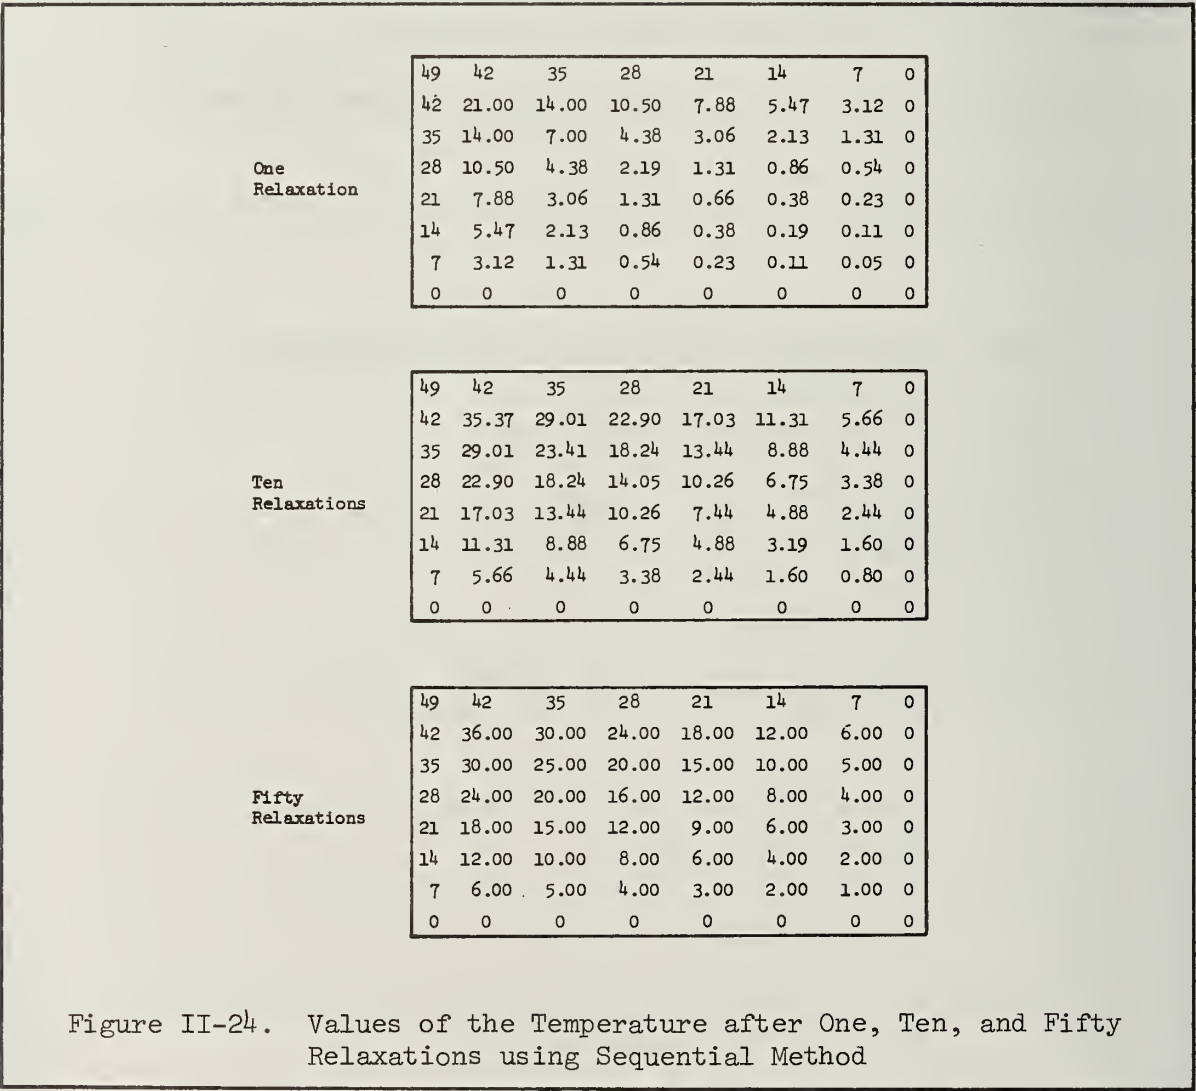 49 42 35 28 21 14 7 0
42 21.00 14.00 10.50 7.88 5.47 3.12 0
35 14.00 7.00 4.38 3.06 2.13 1.31 0
One
Relaxation
28 10.50 4.38 2.19 1.31 0.86 0.54 0
21 7.88 3.06 1.31 0.66 0.38 0.23 0
14 5.47 2.13 0.86 0.38 0.19 0.11 0
7 3.12 1.31 0.54 0.23 0.11 0.05 0
0 0 0 0 0 0 0 0
49 42 35 28 21 14 7 0
42 35.37 29.01 22.90 17.03 11.31 5.66 0
35 29.01 23.41 18.24 13.44 8.88 4.44 0
Ten
Relaxations
28 22.90 18.24 14.05 10.26 6.75 3.38 0
21 17.03 13.44 10.26 7.44 4.88 2.44 0
14 11.31 8.88 6.75 4.88 3.19 1.60 0
7 5.66 4.44 3.38 2.44 1.60 0.80 0
0 0 0 0 0 0 0 0
49 42 35 28 21 14 7 0
42 36.00 30.00 24.00 18.00 12.00 6.00 0
35 30.00 25.00 20.00 15.00 10.00 5.00 0
Fifty
Relaxations
28 24.00 20.00 16.00 12.00 8.00 4.00 0
21 18.00 15.00 12.00 9.00 6.00 3.00 0
14 12.00 10.00 8.00 6.00 4.00 2.00 0
7 6.00 5.00 4.00 3.00 2.00 1.00 0
0 0 0 0 0 0 0 0
Figure II-24. Values of the Temperature after One, Ten, and Fifty
Relaxations using Sequential Method